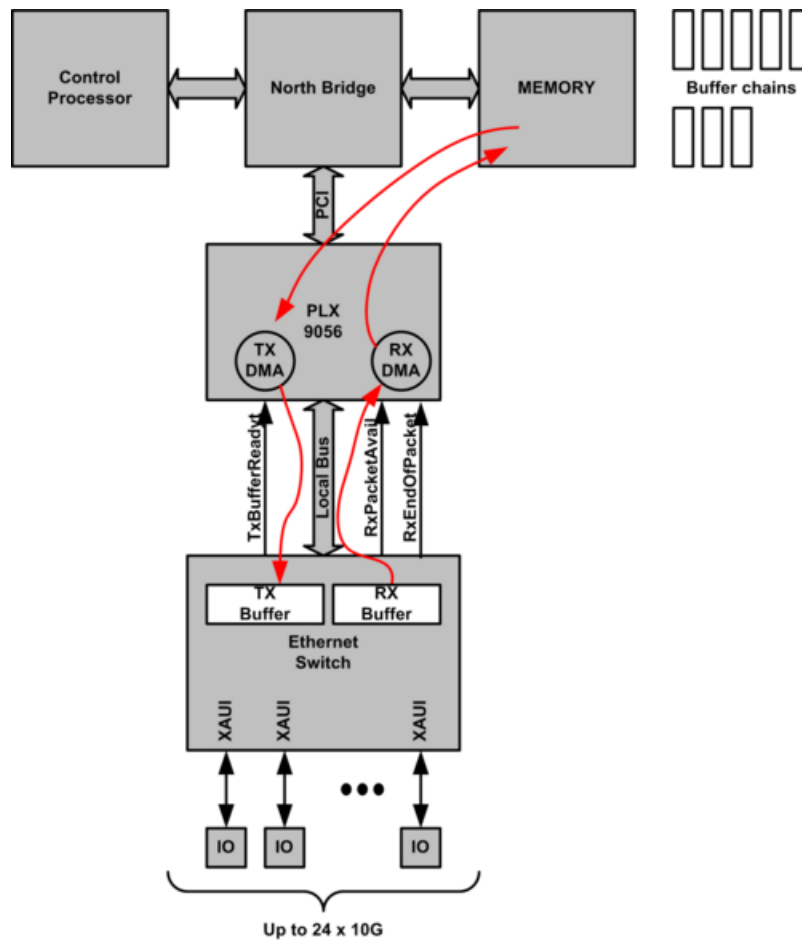 Control
Processor
North Bridge
MEMORY
Buffer chains
PCI
PLX
9056
TX
DMA
RX
DMA
TxBufferReadyt
Local Bus
RxPacketAvail
RxEndOfPacket
TX
Buffer
RX
Buffer
Ethernet
Switch
XAUI
XAUI
XAUI
IO
IO
IO
Up to 24 x 10G